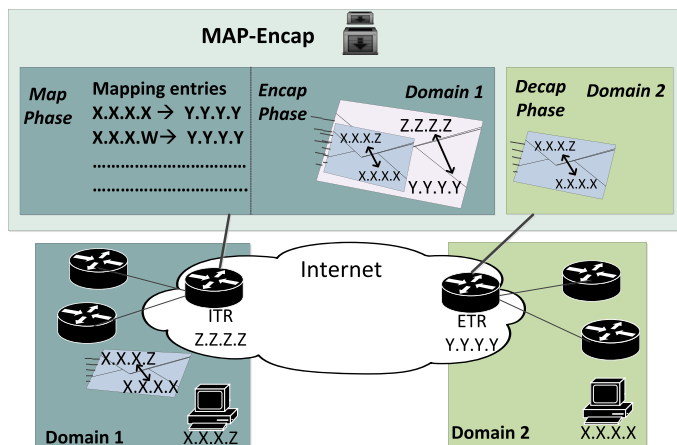 MAP-Encap
Map
Phase
Mapping entries
X.X.X.X → Y.Y.Y.Y
X.X.X.W→ Y.Y.Y.Y
..............................
..............................
Encap
Phase
Domain 1
Z.Z.Z.Z
X.X.X.Z
X.X.X.X
Y.Y.Y.Y
Decap
Phase
Domain 2
X.X.X.Z
X.X.X.X
Internet
ITR
Z.Z.Z.Z
ETR
Y.Y.Y.Y
X.X.X.Z
X.X.X.X
Domain 1
X.X.X.Z
Domain 2
X.X.X.X